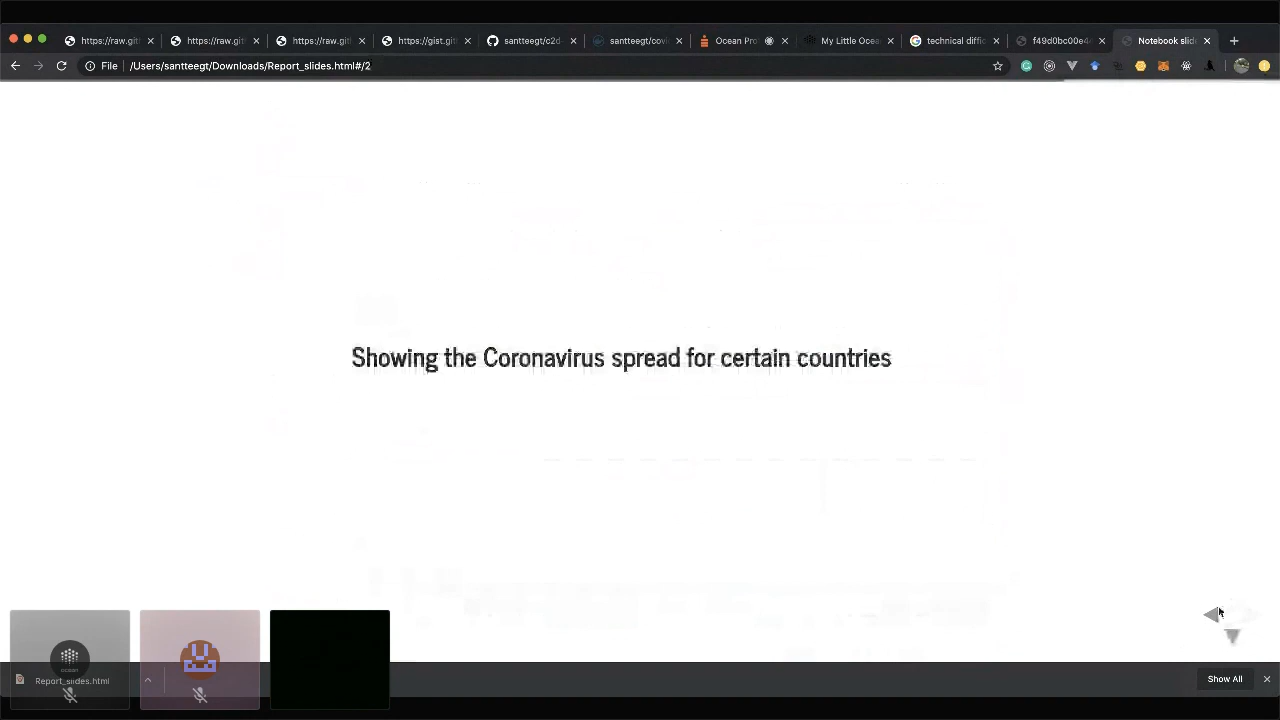 https://raw.git
https://raw.git
https://raw.git
https://gist.git
santteegt/c2d
santteegt/covi
Ocean Pro
My Little Ocea
technical diffic
f49d0bc00e4
Notebook slide
File
/Users/santteegt/Downloads/Report_slides.html#/2
Showing the Coronavirus spread for certain countries
Report_slides.html
Show All